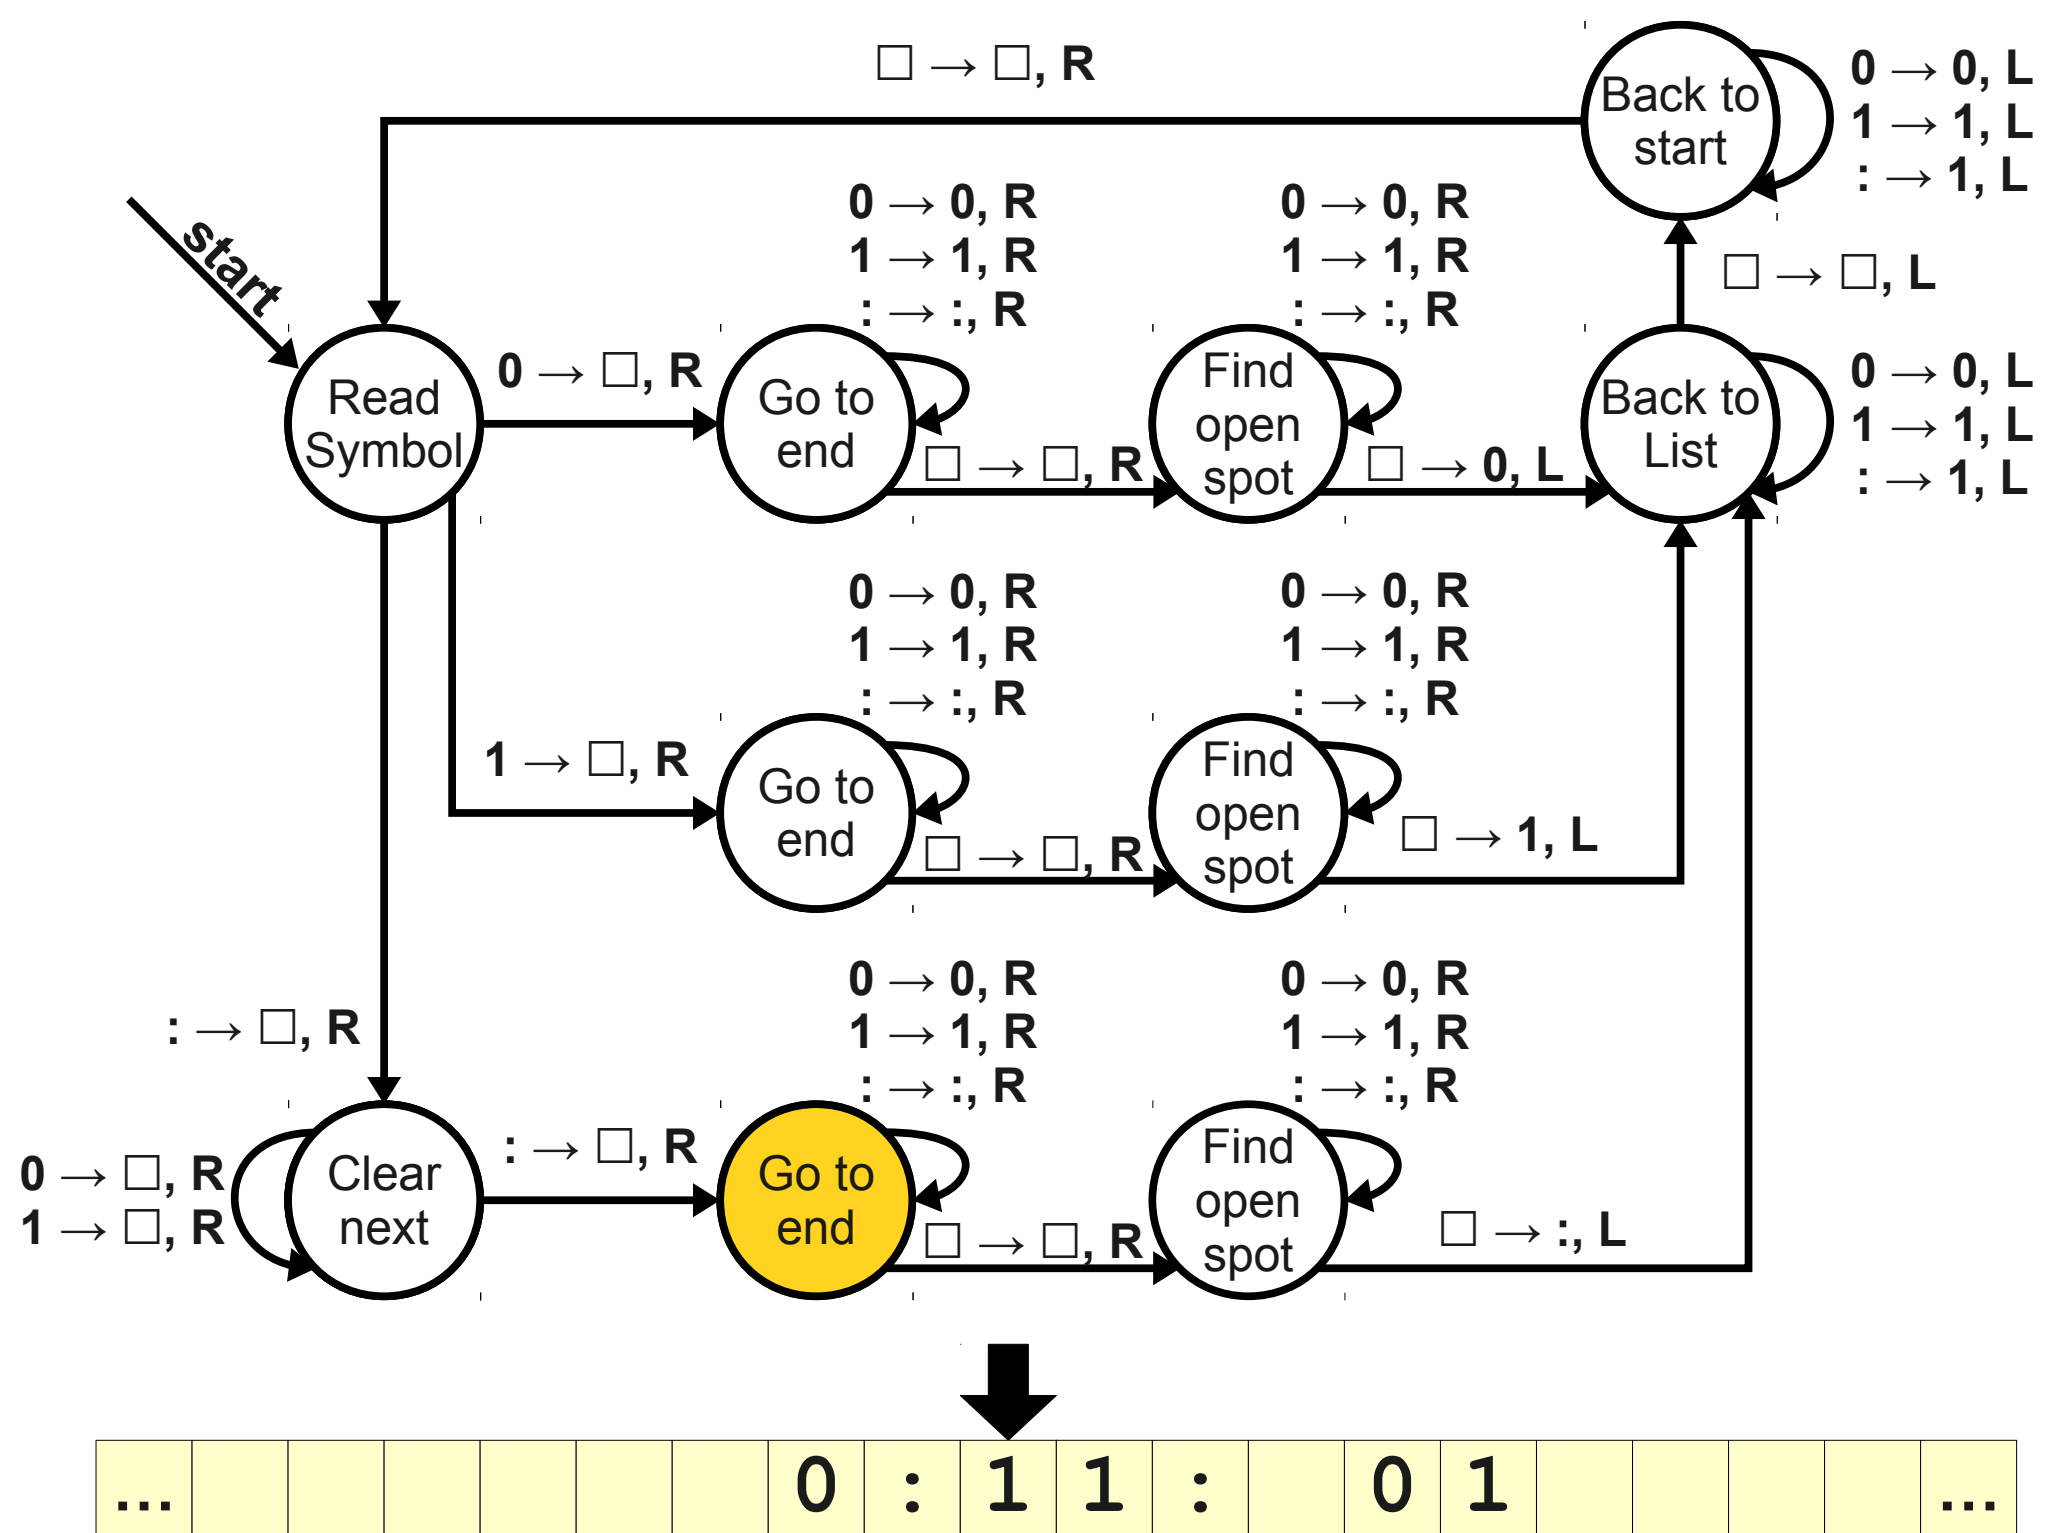 □ → □, R
Back to
start
0 → 0, L
1 → 1, L
: → 1, L
start
0 → 0, R
1 → 1, R
: → :, R
0 → 0, R
1 → 1, R
: → :, R
□ → □, L
Read
Symbol
0 → □, R
Go to
end
□ → □, R
Find
open
spot
□ → 0, L
Back to
List
0 → 0, L
1 → 1, L
: → 1, L
0 → 0, R
1 → 1, R
: → :, R
0 → 0, R
1 → 1, R
: → :, R
1 → □, R
Go to
end
□ → □, R
Find
open
spot
□ → 1, L
0 → 0, R
1 → 1, R
: → :, R
0 → 0, R
1 → 1, R
: → :, R
: → □, R
0 → □, R
1 → □, R
Clear
next
: → □, R
Go to
end
□ → □, R
Find
open
spot
□ → :, L
... 0 : 1 1 : 0 1 ...